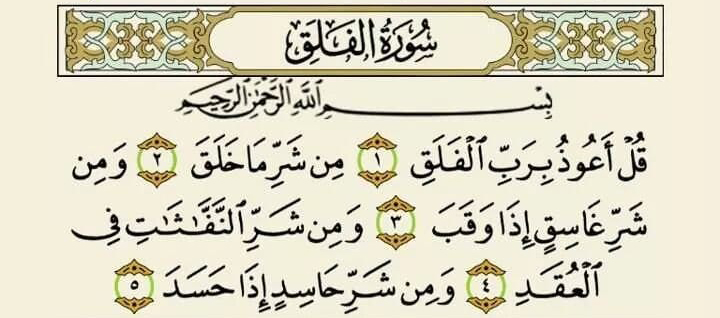 سُورَةُ الفَلَقِ
بِسْمِ اللَّهِ الرَّحْمَٰنِ الرَّحِيمِ
قُلْ أَعُوذُ بِرَبِّ ٱلْفَلَقِ ١ مِن شَرِّ مَا خَلَقَ ٢ وَمِن
شَرِّ غَاسِقٍ إِذَا وَقَبَ ٣ وَمِن شَرِّ ٱلنَّفَّٰثَٰتِ فِى
ٱلْعُقَدِ ٤ وَمِن شَرِّ حَاسِدٍ إِذَا حَسَدَ ٥